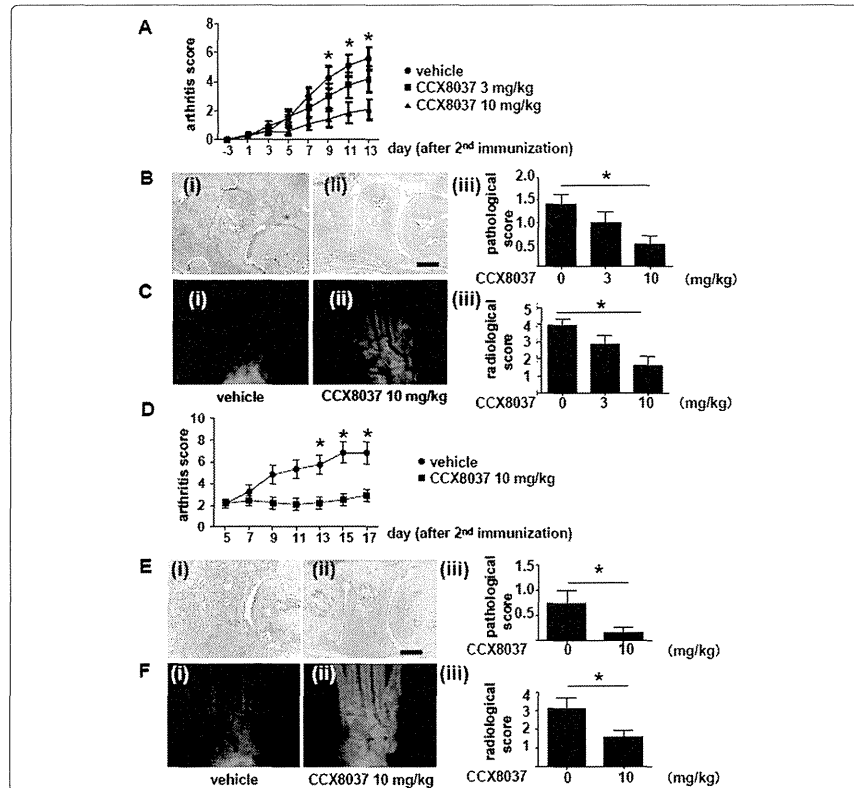 A
arthritis score
8
6
4
2
0
-3 1 3 5 7 9 11 13
day (after 2nd immunization)
* * *
vehicle
CCX8037 3 mg/kg
CCX8037 10 mg/kg
B
(i)
(ii)
(iii)
pathological score
2.0
1.5
1.0
0.5
*
CCX8037 0 3 10 (mg/kg)
C
(i)
(ii)
(iii)
radiological score
5
4
3
2
1
*
CCX8037 0 3 10 (mg/kg)
vehicle
CCX8037 10 mg/kg
D
arthritis score
10
8
6
4
2
0
5 7 9 11 13 15 17
day (after 2nd immunization)
* * *
vehicle
CCX8037 10 mg/kg
E
(i)
(ii)
(iii)
pathological score
1.5
1.0
0.5
*
CCX8037 0 10 (mg/kg)
F
(i)
(ii)
(iii)
radiological score
4
3
2
1
*
CCX8037 0 10 (mg/kg)
vehicle
CCX8037 10 mg/kg